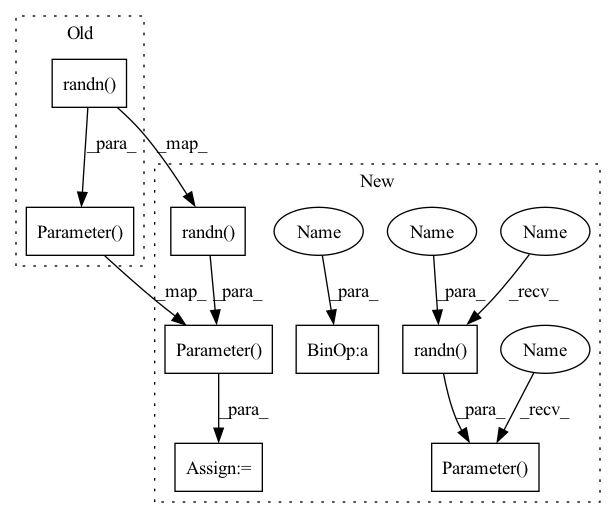 Old
randn()
_para_
_map_
New
Parameter()
randn()
Name
Name
Name
_map_
_para_
_para_
_para_
_recv_
Parameter()
BinOp:a
randn()
Name
_para_
_para_
_recv_
Assign:=
Parameter()